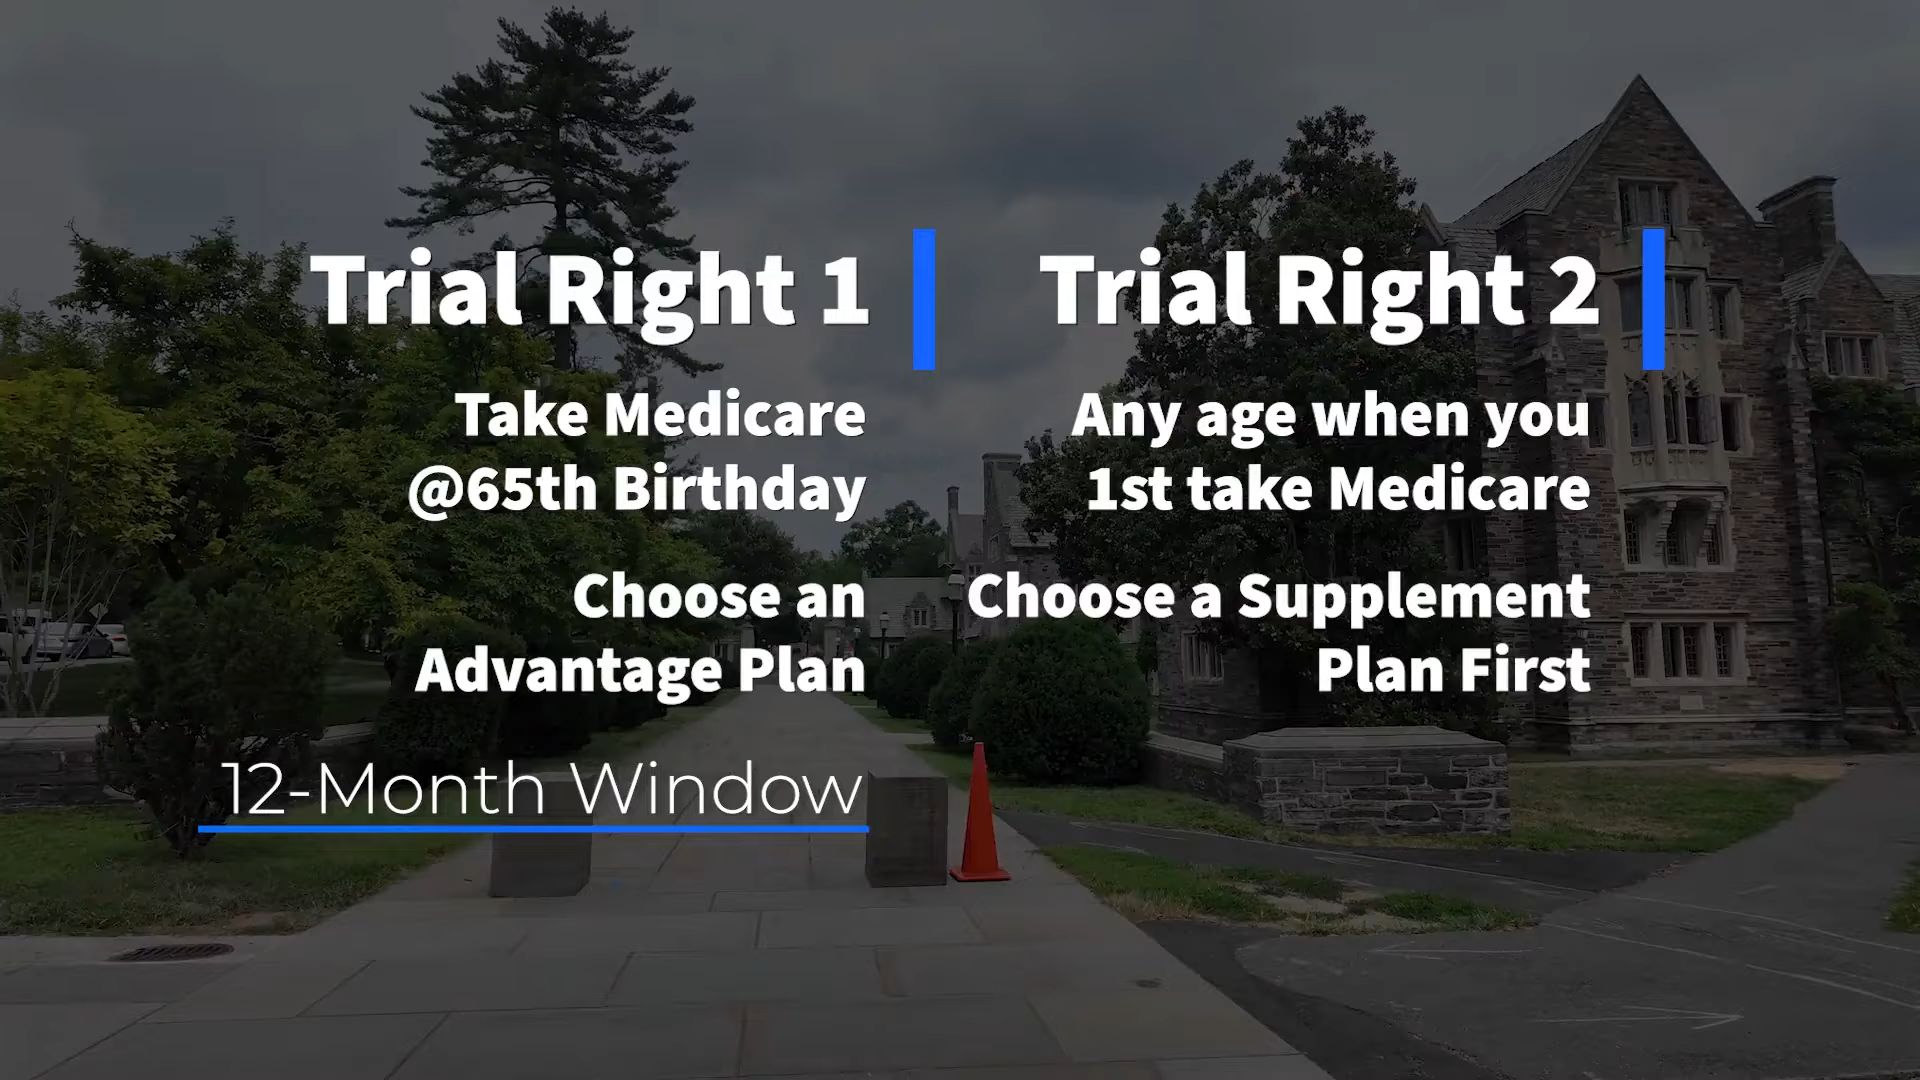 Trial Right 1
Take Medicare
@65th Birthday
Choose an
Advantage Plan
12-Month Window
Trial Right 2
Any age when you
1st take Medicare
Choose a Supplement
Plan First